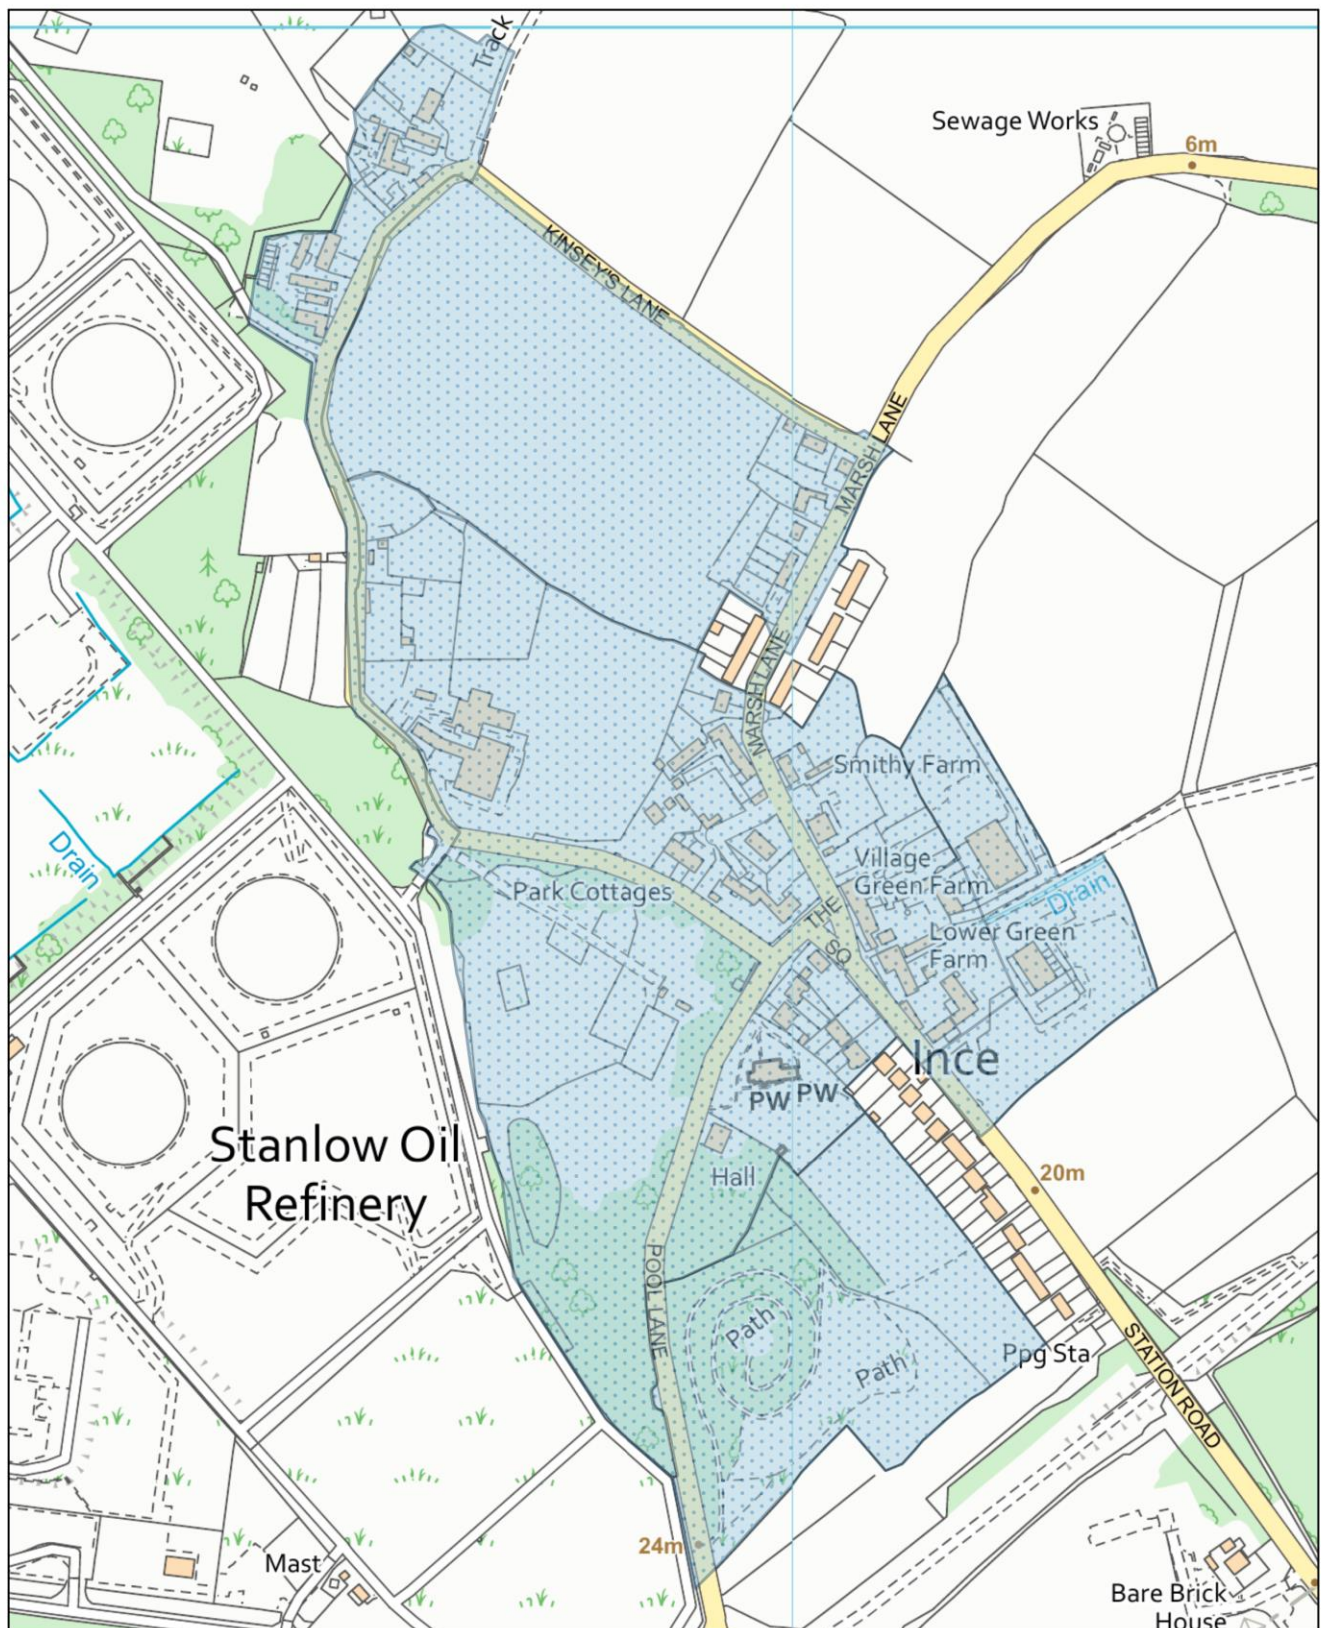 Track
Sewage Works
6m
KINSEY'S LANE
MARSH LANE
MARSH LANE
Smithy Farm
Village
Green Farm
Drain
Park Cottages
THE
SQ
Lower Green
Farm
Drain
Ince
PW PW
Stanlow Oil
Refinery
Hall
20m
POOL LANE
Path
Path
Ppg Sta
STATION ROAD
24m
Mast
Bare Brick
House